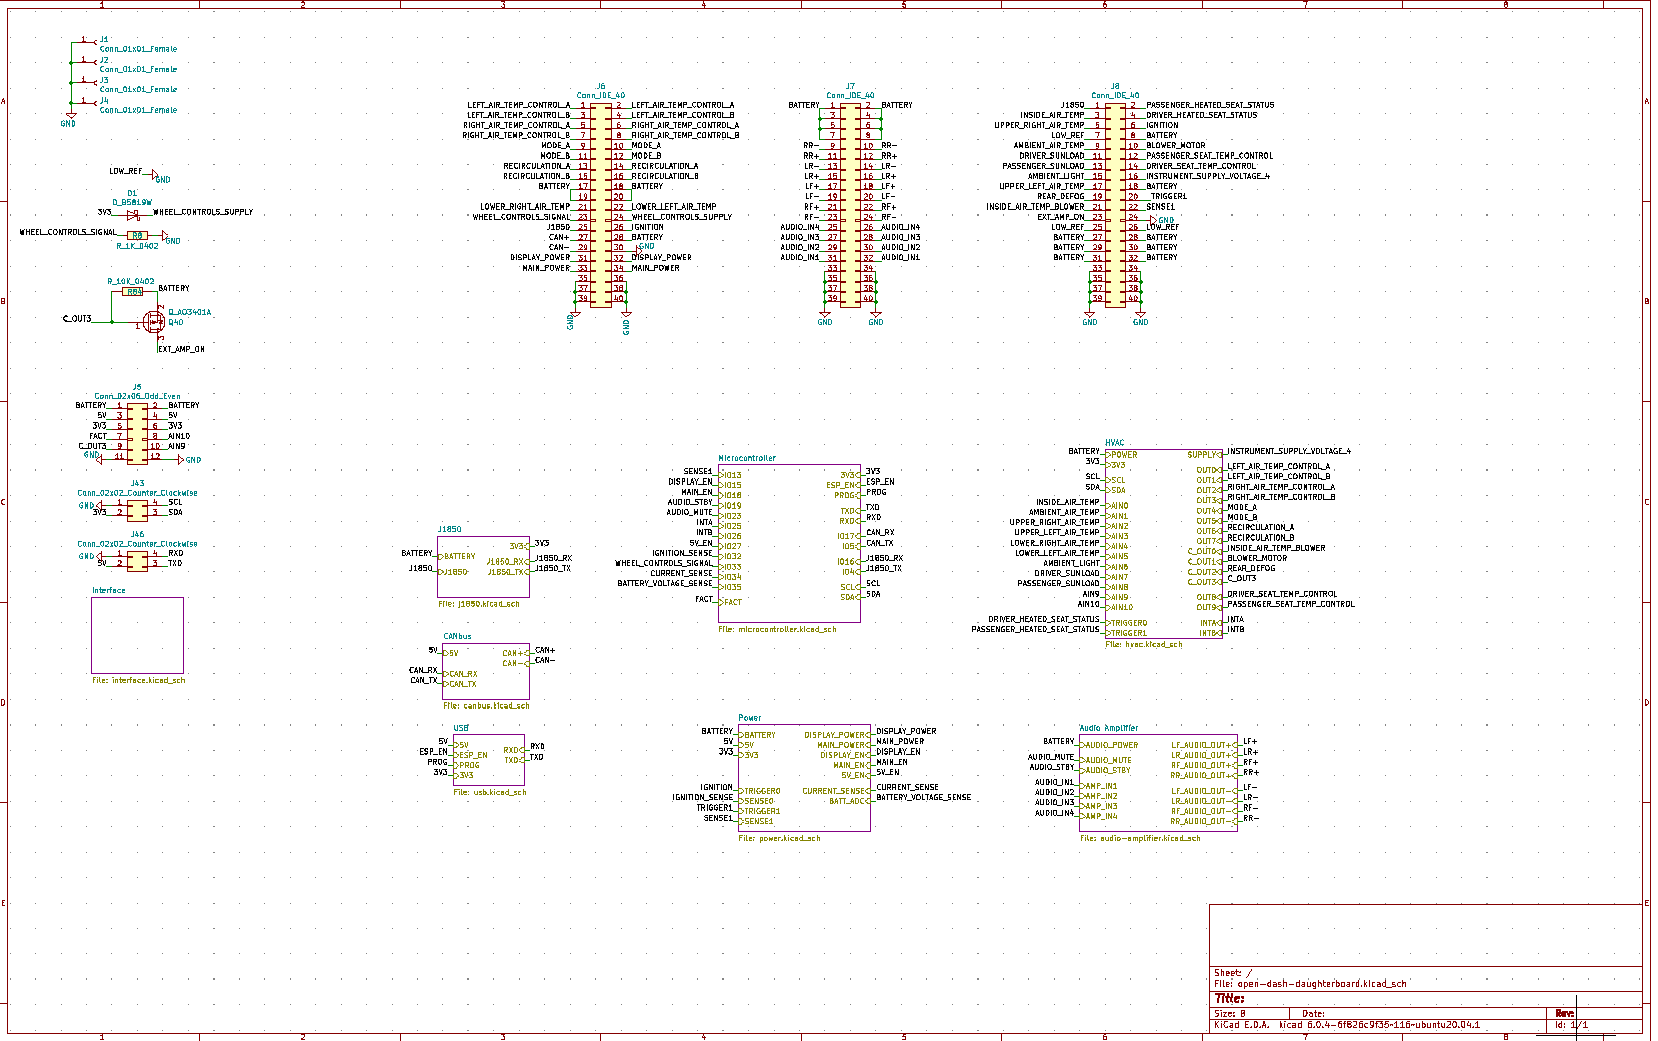 1 2 3 4 5 6 7 8
A
B
C
D
E
1 J1
Conn_01x01_Female
1 J2
Conn_01x01_Female
1 J3
Conn_01x01_Female
1 J4
Conn_01x01_Female
GND
LOW_REF GND
D1
D_B5819W
3V3 WHEEL_CONTROLS_SUPPLY
WHEEL_CONTROLS_SIGNAL GND
R_1K_0402
R_10K_0402
BATTERY
Q_AO3401A
Q40
C_OUT3 1
EXT_AMP_ON
J5
Conn_02x06_Odd_Even
BATTERY 1 2 BATTERY
5V 3 4 5V
3V3 5 6 3V3
FACT 7 8 AIN10
C_OUT3 9 10 AIN9
GND 11 12 GND
J43
Conn_02x02_Counter_Clockwise
GND 1 4 SCL
3V3 2 3 SDA
J46
Conn_02x02_Counter_Clockwise
GND 1 4 RXD
5V 2 3 TXD
Interface
File: interface.kicad_sch
J6
Conn_IDE_40
LEFT_AIR_TEMP_CONTROL_A 1 2 LEFT_AIR_TEMP_CONTROL_A
LEFT_AIR_TEMP_CONTROL_B 3 4 LEFT_AIR_TEMP_CONTROL_B
RIGHT_AIR_TEMP_CONTROL_A 5 6 RIGHT_AIR_TEMP_CONTROL_A
RIGHT_AIR_TEMP_CONTROL_B 7 8 RIGHT_AIR_TEMP_CONTROL_B
MODE_A 9 10 MODE_A
MODE_B 11 12 MODE_B
RECIRCULATION_A 13 14 RECIRCULATION_A
RECIRCULATION_B 15 16 RECIRCULATION_B
BATTERY 17 18 BATTERY
19 20
LOWER_RIGHT_AIR_TEMP 21 22 LOWER_LEFT_AIR_TEMP
WHEEL_CONTROLS_SIGNAL 23 24 WHEEL_CONTROLS_SUPPLY
J1850 25 26 IGNITION
CAN+ 27 28 BATTERY
CAN- 29 30 GND
DISPLAY_POWER 31 32 DISPLAY_POWER
MAIN_POWER 33 34 MAIN_POWER
35 36
37 38
39 40
GND GND
J7
Conn_IDE_40
BATTERY 1 2 BATTERY
3 4
5 6
7 8
RR- 9 10 RR-
RR+ 11 12 RR+
LR- 13 14 LR-
LR+ 15 16 LR+
LF+ 17 18 LF+
LF- 19 20 LF-
RF+ 21 22 RF+
RF- 23 24 RF-
AUDIO_IN4 25 26 AUDIO_IN4
AUDIO_IN3 27 28 AUDIO_IN3
AUDIO_IN2 29 30 AUDIO_IN2
AUDIO_IN1 31 32 AUDIO_IN1
33 34
35 36
37 38
39 40
GND GND
J8
Conn_IDE_40
J1850 1 2 PASSENGER_HEATED_SEAT_STATUS
INSIDE_AIR_TEMP 3 4 DRIVER_HEATED_SEAT_STATUS
UPPER_RIGHT_AIR_TEMP 5 6 IGNITION
LOW_REF 7 8 BATTERY
AMBIENT_AIR_TEMP 9 10 BLOWER_MOTOR
DRIVER_SUNLOAD 11 12 PASSENGER_SEAT_TEMP_CONTROL
PASSENGER_SUNLOAD 13 14 DRIVER_SEAT_TEMP_CONTROL
AMBIENT_LIGHT 15 16 INSTRUMENT_SUPPLY_VOLTAGE_4
UPPER_LEFT_AIR_TEMP 17 18 BATTERY
REAR_DEFOG 19 20 TRIGGER1
INSIDE_AIR_TEMP_BLOWER 21 22 SENSE1
EXT_AMP_ON 23 24 GND
LOW_REF 25 26 LOW_REF
BATTERY 27 28 BATTERY
BATTERY 29 30 BATTERY
BATTERY 31 32 BATTERY
33 34
35 36
37 38
39 40
GND GND
J1850
BATTERY BATTERY 3V3 3V3
J1850_RX J1850_RX
J1850 J1850 J1850_TX J1850_TX
File: j1850.kicad_sch
CANbus
5V 5V CAN+ CAN+
CAN- CAN-
CAN_RX CAN_RX
CAN_TX CAN_TX
File: canbus.kicad_sch
USB
5V 5V RXD RXD
ESP_EN ESP_EN TXD TXD
PROG PROG
3V3 3V3
File: usb.kicad_sch
Microcontroller
SENSE1 IO13 3V3 3V3
DISPLAY_EN IO15 ESP_EN ESP_EN
MAIN_EN IO18 PROG PROG
AUDIO_STBY IO19 TXD TXD
AUDIO_MUTE IO23 RXD RXD
INTA IO25
INTB IO26 IO17 CAN_RX
5V_EN IO27 IO5 CAN_TX
IGNITION_SENSE IO32
WHEEL_CONTROLS_SIGNAL IO33 IO16 J1850_RX
CURRENT_SENSE IO34 IO4 J1850_TX
BATTERY_VOLTAGE_SENSE IO35 SCL SCL
SDA SDA
FACT FACT
File: microcontroller.kicad_sch
Power
BATTERY BATTERY DISPLAY_POWER DISPLAY_POWER
5V 5V MAIN_POWER MAIN_POWER
3V3 3V3 DISPLAY_EN DISPLAY_EN
MAIN_EN MAIN_EN
5V_EN 5V_EN
IGNITION TRIGGER0 CURRENT_SENSE CURRENT_SENSE
IGNITION_SENSE SENSE0 BATT_ADC BATTERY_VOLTAGE_SENSE
TRIGGER1 TRIGGER1
SENSE1 SENSE1
File: power.kicad_sch
HVAC
BATTERY POWER SUPPLY INSTRUMENT_SUPPLY_VOLTAGE_4
3V3 3V3
OUT0 LEFT_AIR_TEMP_CONTROL_A
SCL SCL OUT1 LEFT_AIR_TEMP_CONTROL_B
SDA SDA OUT2 RIGHT_AIR_TEMP_CONTROL_A
OUT3 RIGHT_AIR_TEMP_CONTROL_B
INSIDE_AIR_TEMP AIN0 OUT4 MODE_A
AMBIENT_AIR_TEMP AIN1 OUT5 MODE_B
UPPER_RIGHT_AIR_TEMP AIN2 OUT6 RECIRCULATION_A
UPPER_LEFT_AIR_TEMP AIN3 OUT7 RECIRCULATION_B
LOWER_RIGHT_AIR_TEMP AIN4 C_OUT0 INSIDE_AIR_TEMP_BLOWER
LOWER_LEFT_AIR_TEMP AIN5 C_OUT1 BLOWER_MOTOR
AMBIENT_LIGHT AIN6 C_OUT2 REAR_DEFOG
DRIVER_SUNLOAD AIN7 C_OUT3 C_OUT3
PASSENGER_SUNLOAD AIN8
AIN9 AIN9 OUT8 DRIVER_SEAT_TEMP_CONTROL
AIN10 AIN10 OUT9 PASSENGER_SEAT_TEMP_CONTROL
DRIVER_HEATED_SEAT_STATUS TRIGGER0 INTA INTA
PASSENGER_HEATED_SEAT_STATUS TRIGGER1 INTB INTB
File: hvac.kicad_sch
Audio Amplifier
BATTERY AUDIO_POWER LF_AUDIO_OUT+ LF+
LR_AUDIO_OUT+ LR+
AUDIO_MUTE AUDIO_MUTE RF_AUDIO_OUT+ RF+
AUDIO_STBY AUDIO_STBY RR_AUDIO_OUT+ RR+
AUDIO_IN1 AMP_IN1 LF_AUDIO_OUT- LF-
AUDIO_IN2 AMP_IN2 LR_AUDIO_OUT- LR-
AUDIO_IN3 AMP_IN3 RF_AUDIO_OUT- RF-
AUDIO_IN4 AMP_IN4 RR_AUDIO_OUT- RR-
File: audio-amplifier.kicad_sch
Sheet: /
File: open-dash-daughterboard.kicad_sch
Title:
Size: B Date: Rev:
KiCad E.D.A. kicad 6.0.4-6f826c9f35~116~ubuntu20.04.1 Id: 1/1
1 2 3 4 5 6 7 8